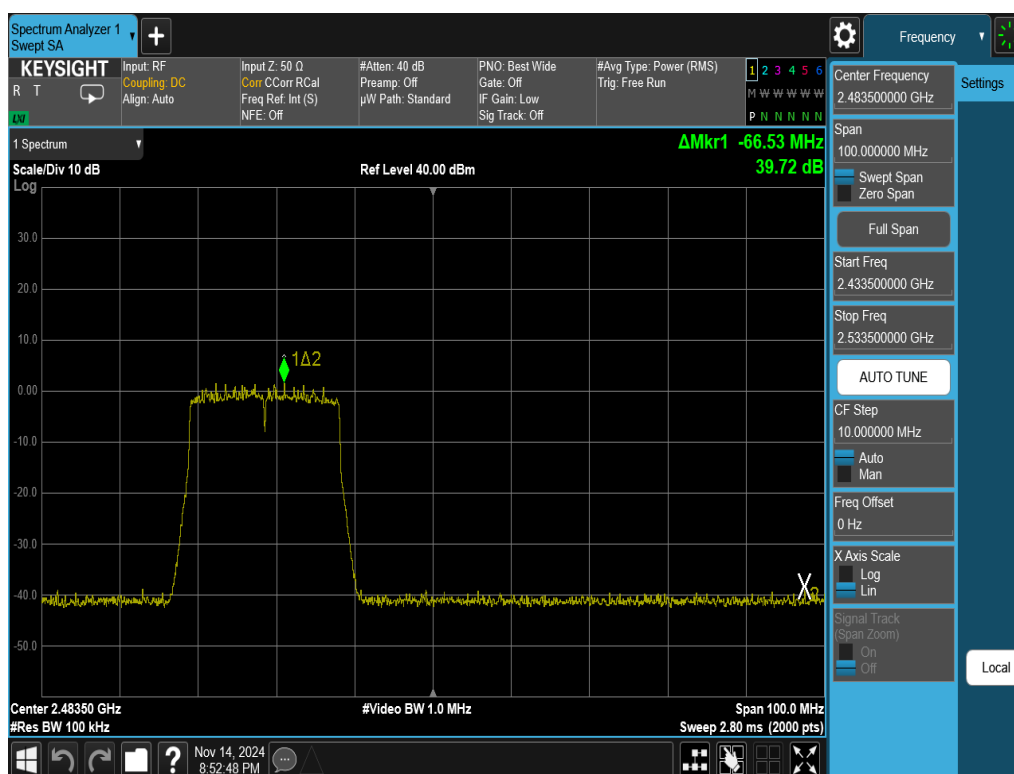 Spectrum Analyzer 1
Swept SA
Frequency
KEYSIGHT
R T
LXI
Input: RF
Coupling: DC
Align: Auto
Input Z: 50 Ω
Corr CCorr RCal
Freq Ref: Int (S)
NFE: Off
#Atten: 40 dB
Preamp: Off
µW Path: Standard
PNO: Best Wide
Gate: Off
IF Gain: Low
Sig Track: Off
#Avg Type: Power (RMS)
Trig: Free Run
1 2 3 4 5 6
M W W W W W
P N N N N N
1 Spectrum
Scale/Div 10 dB
Ref Level 40.00 dBm
ΔMkr1 -66.53 MHz
39.72 dB
Log
30.0
20.0
10.0
0.00
-10.0
-20.0
-30.0
-40.0
-50.0
1Δ2
X2
Center 2.48350 GHz
#Video BW 1.0 MHz
Span 100.0 MHz
#Res BW 100 kHz
Sweep 2.80 ms (2000 pts)
Center Frequency
2.483500000 GHz
Settings
Span
100.000000 MHz
Swept Span
Zero Span
Full Span
Start Freq
2.433500000 GHz
Stop Freq
2.533500000 GHz
AUTO TUNE
CF Step
10.000000 MHz
Auto
Man
Freq Offset
0 Hz
X Axis Scale
Log
Lin
Signal Track
(Span Zoom)
On
Off
Local
?
Nov 14, 2024
8:52:48 PM